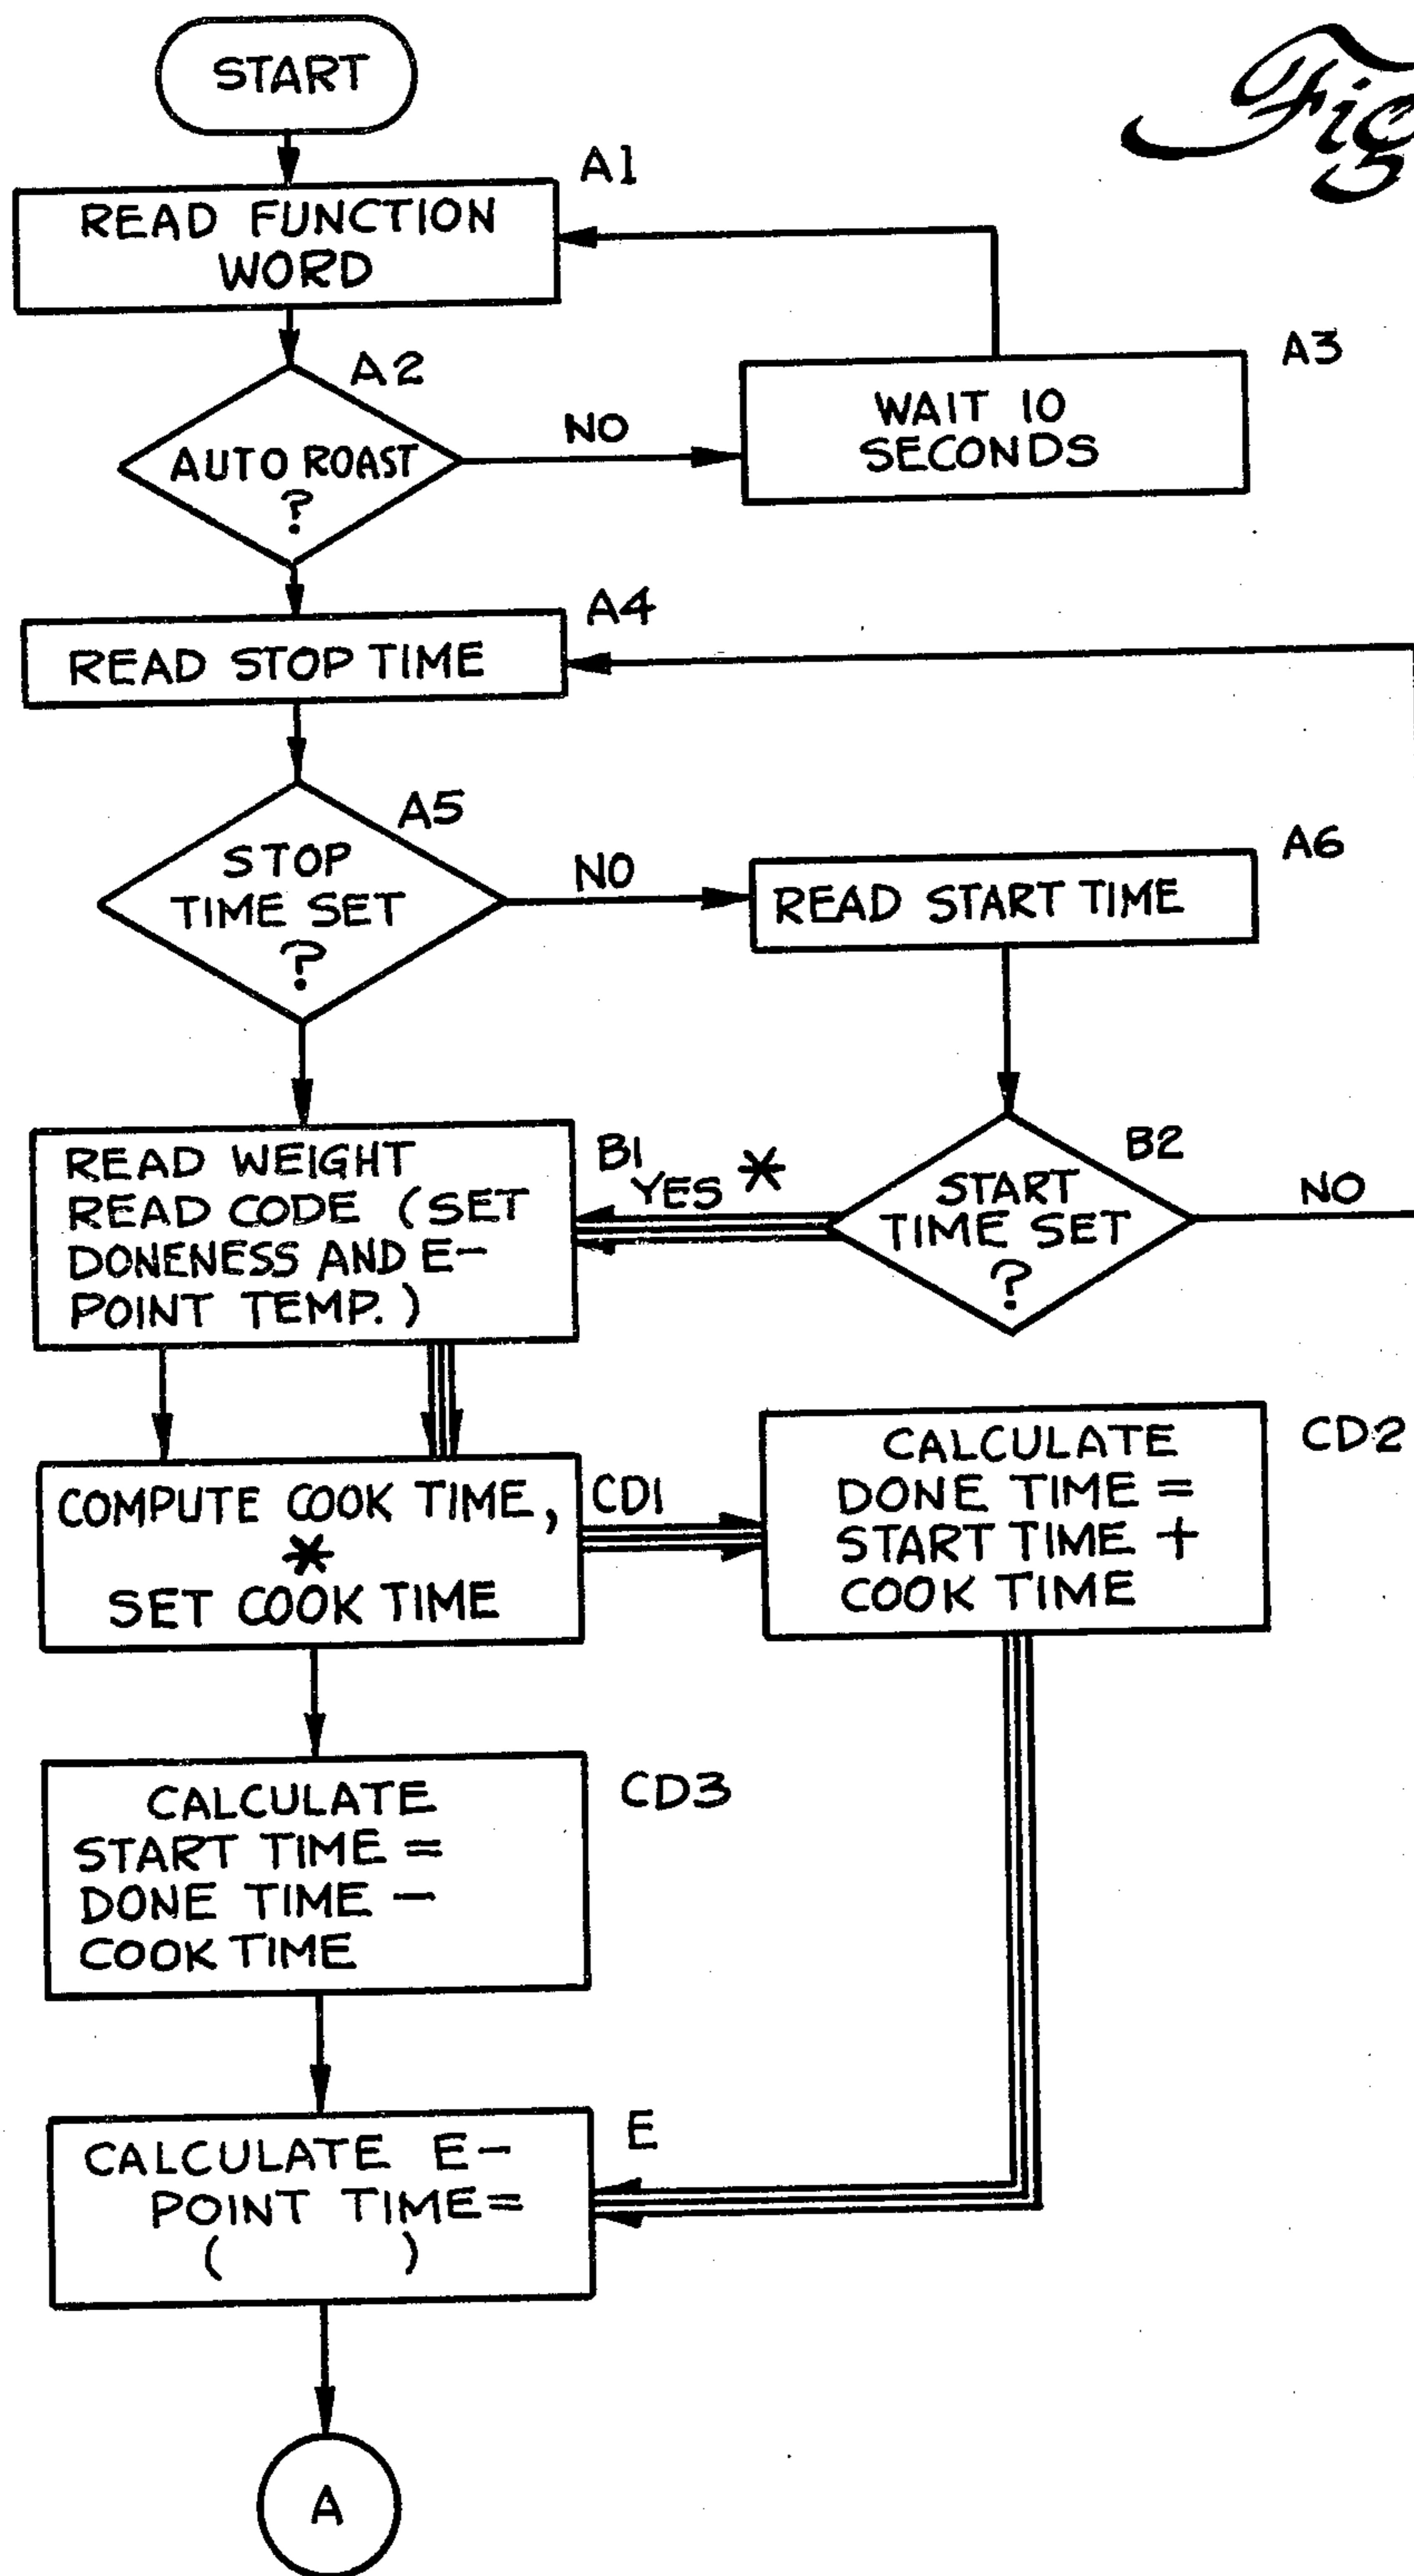 START
Fig
A1
READ FUNCTION
WORD
A2
AUTO ROAST
?
NO
A3
WAIT 10
SECONDS
A4
READ STOP TIME
A5
STOP
TIME SET
?
NO
A6
READ START TIME
B1
READ WEIGHT
READ CODE (SET
DONENESS AND E-
POINT TEMP.)
YES *
B2
START
TIME SET
?
NO
COMPUTE COOK TIME,
*
SET COOK TIME
CD1
CD2
CALCULATE
DONE TIME =
START TIME +
COOK TIME
CD3
CALCULATE
START TIME =
DONE TIME -
COOK TIME
E
CALCULATE E-
POINT TIME=
( )
A